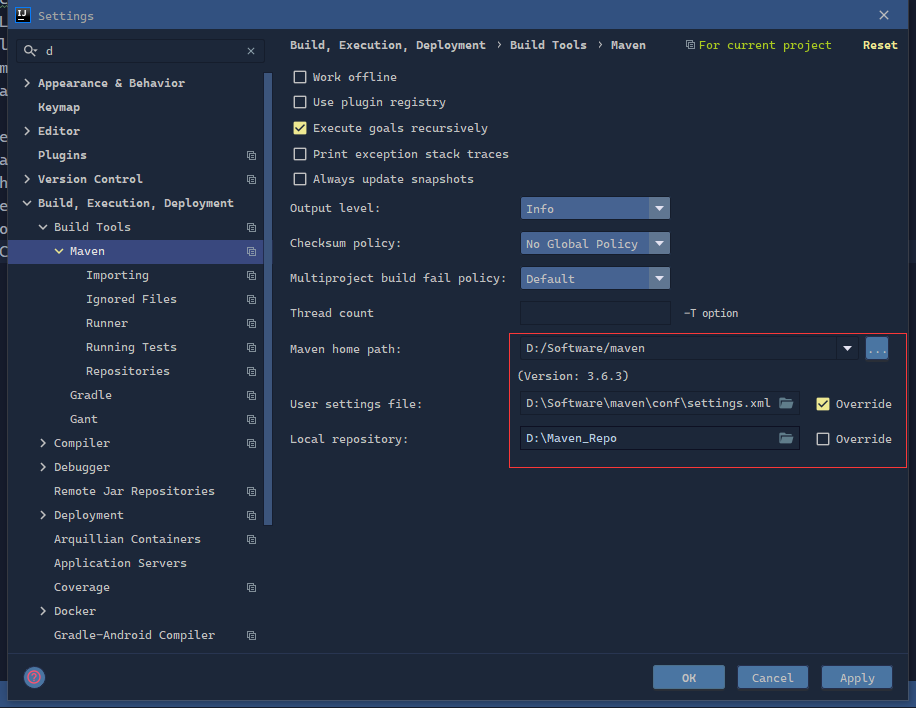 IJ Settings
d
Build, Execution, Deployment › Build Tools › Maven For current project Reset
Appearance & Behavior
Keymap
Editor
Plugins
Version Control
Build, Execution, Deployment
Build Tools
Maven
Importing
Ignored Files
Runner
Running Tests
Repositories
Gradle
Gant
Compiler
Debugger
Remote Jar Repositories
Deployment
Arquillian Containers
Application Servers
Coverage
Docker
Gradle-Android Compiler
Work offline
Use plugin registry
Execute goals recursively
Print exception stack traces
Always update snapshots
Output level: Info
Checksum policy: No Global Policy
Multiproject build fail policy: Default
Thread count -T option
Maven home path: D:/Software/maven ...
(Version: 3.6.3)
User settings file: D:\Software\maven\conf\settings.xml Override
Local repository: D:\Maven_Repo Override
? OK Cancel Apply